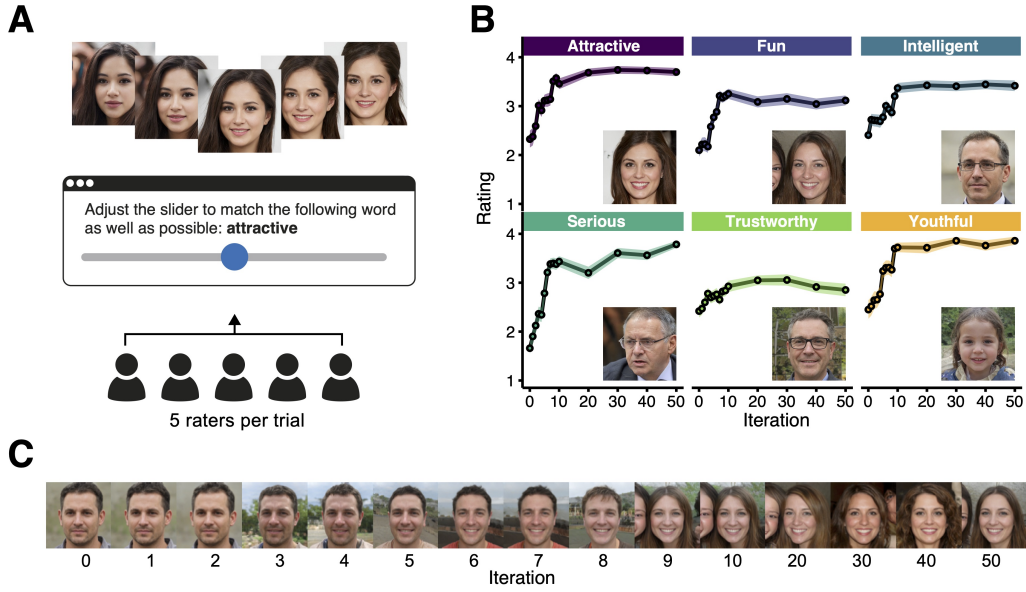 A
Adjust the slider to match the following word
as well as possible: attractive
5 raters per trial
B
Attractive
Fun
Intelligent
4
3
2
1
Rating
Serious
Trustworthy
Youthful
4
3
2
1
0 10 20 30 40 50
0 10 20 30 40 50
0 10 20 30 40 50
Iteration
C
0 1 2 3 4 5 6 7 8 9 10 20 30 40 50
Iteration